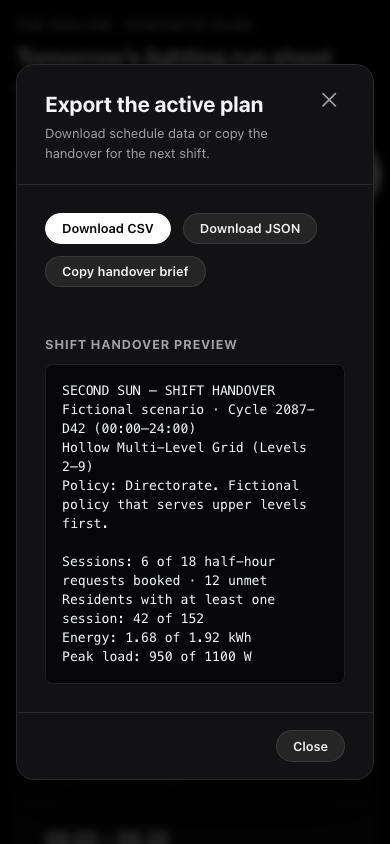 Tomorrow's lighting run sheet
Export the active plan
Download schedule data or copy the
handover for the next shift.
Download CSV
Download JSON
Copy handover brief
SHIFT HANDOVER PREVIEW
SECOND SUN — SHIFT HANDOVER
Fictional scenario · Cycle 2087-
D42 (00:00–24:00)
Hollow Multi-Level Grid (Levels
2–9)
Policy: Directorate. Fictional
policy that serves upper levels
first.
Sessions: 6 of 18 half-hour
requests booked · 12 unmet
Residents with at least one
session: 42 of 152
Energy: 1.68 of 1.92 kWh
Peak load: 950 of 1100 W
Close